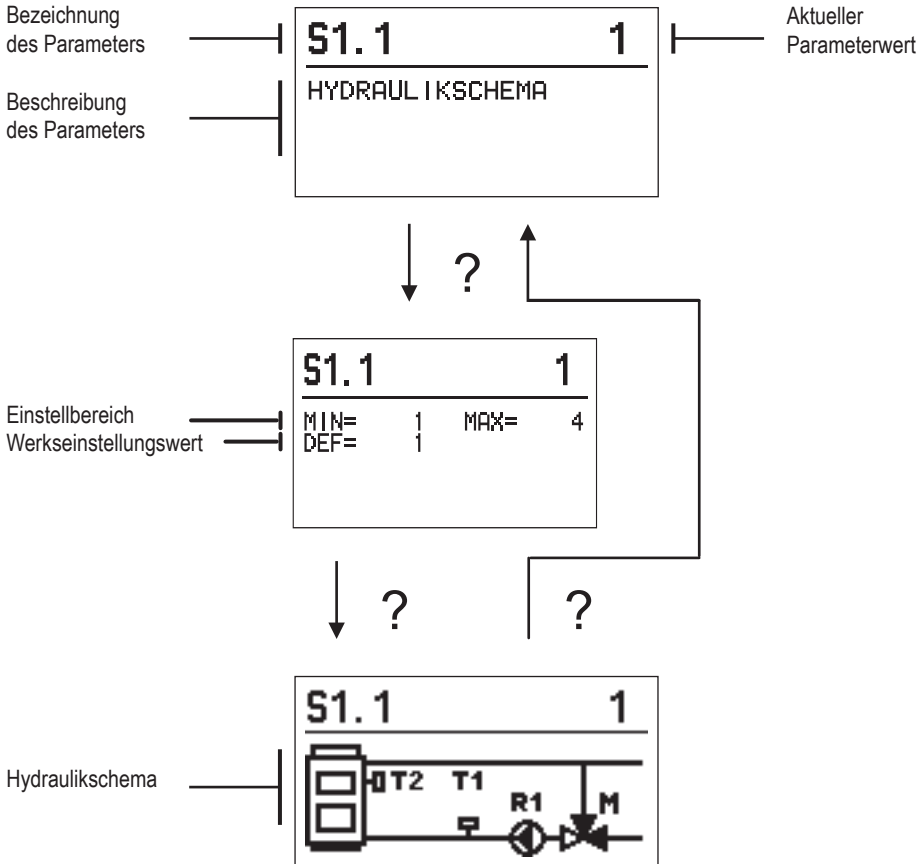 Bezeichnung
des Parameters
S1.1 1
Aktueller
Parameterwert
Beschreibung
des Parameters
HYDRAULIKSCHEMA
?
S1.1 1
Einstellbereich
MIN= 1 MAX= 4
Werkseinstellungswert
DEF= 1
? ?
S1.1 1
Hydraulikschema
T2 T1
R1 M